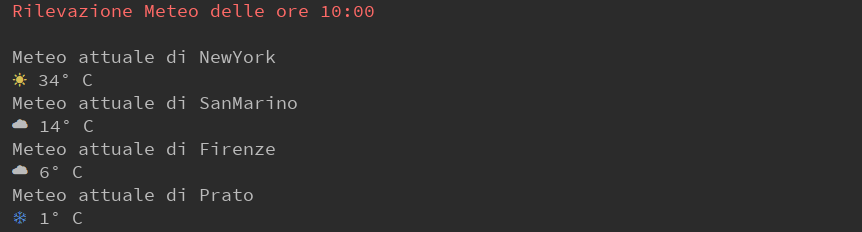 Rilevazione Meteo delle ore 10:00
Meteo attuale di NewYork
☀ 34° C
Meteo attuale di SanMarino
☁ 14° C
Meteo attuale di Firenze
☁ 6° C
Meteo attuale di Prato
❄ 1° C